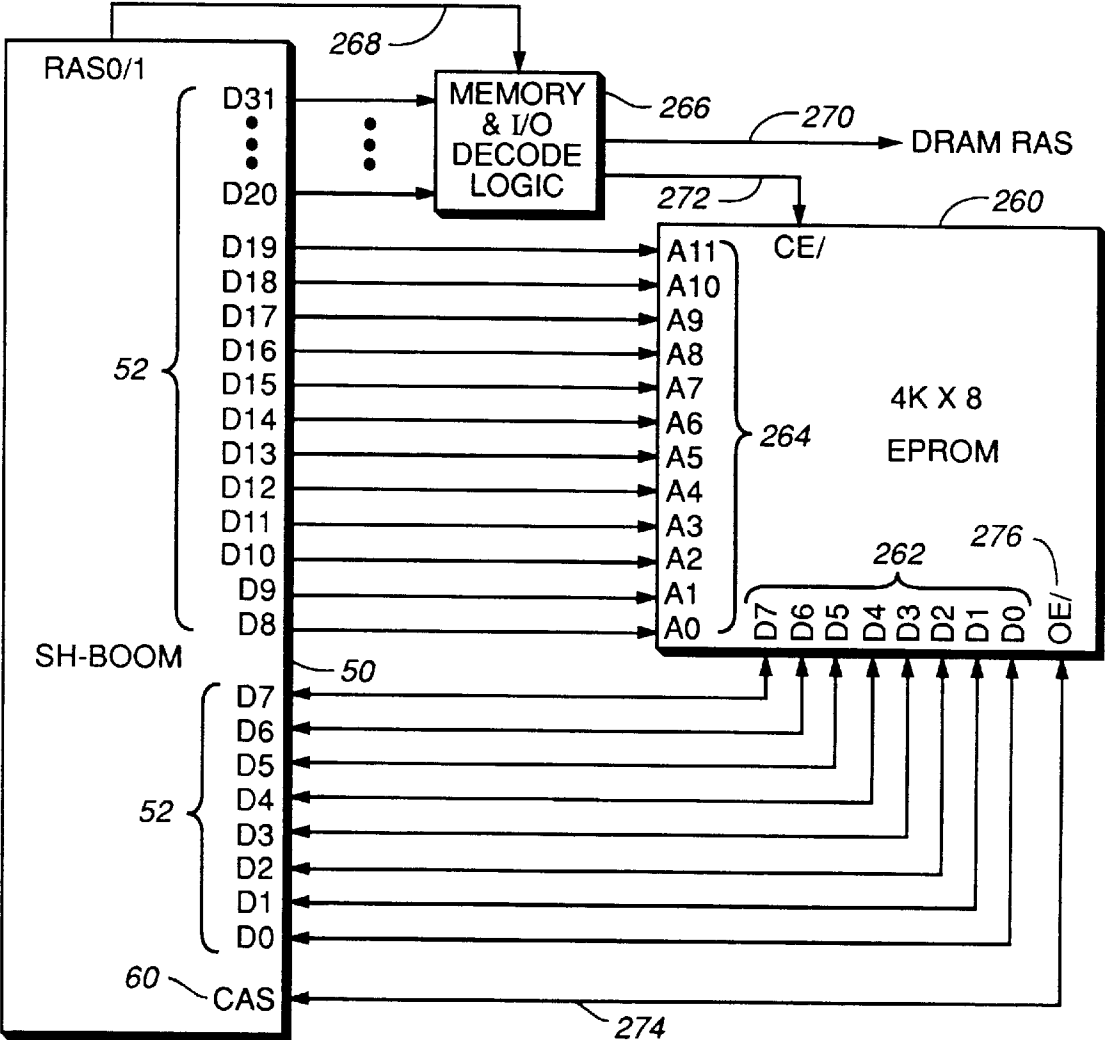 268
RAS0/1
D31
MEMORY
& I/O
DECODE
LOGIC
266
270
DRAM RAS
D20
272
260
D19
A11
CE/
D18
A10
D17
A9
D16
A8
52
D15
A7
4K X 8
D14
A6
264
D13
A5
EPROM
D12
A4
D11
A3
276
D10
A2
262
D9
A1
D8
A0
D7 D6 D5 D4 D3 D2 D1 D0 OE/
SH-BOOM
50
D7
D6
D5
D4
52
D3
D2
D1
D0
60
CAS
274